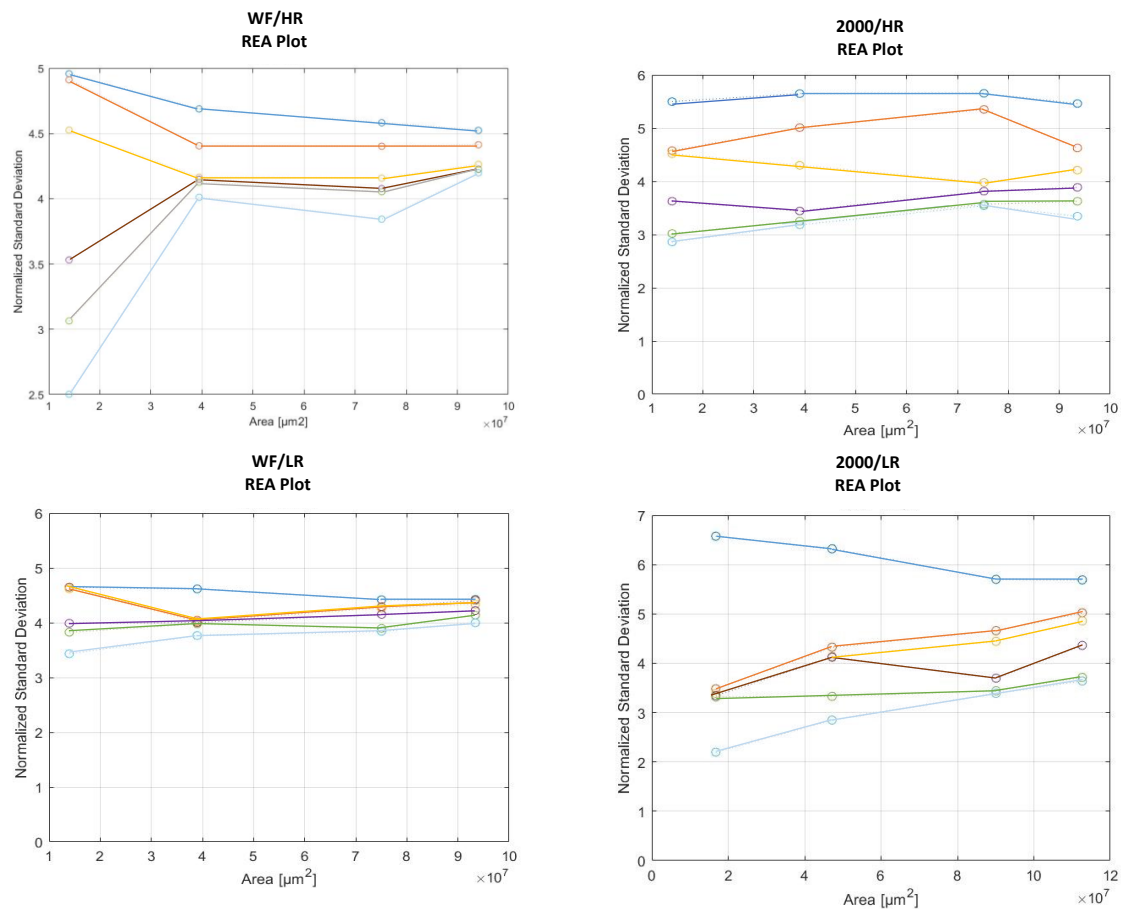 WF/HR
REA Plot
5
4.5
4
3.5
3
2.5
Normalized Standard Deviation
1 2 3 4 5 6 7 8 9 10
Area [µm2]
×10⁷
2000/HR
REA Plot
6
5
4
3
2
1
0
Normalized Standard Deviation
1 2 3 4 5 6 7 8 9 10
Area [µm²]
×10⁷
WF/LR
REA Plot
6
5
4
3
2
1
0
Normalized Standard Deviation
1 2 3 4 5 6 7 8 9 10
Area [µm²]
×10⁷
2000/LR
REA Plot
7
6
5
4
3
2
1
0
Normalized Standard Deviation
0 2 4 6 8 10 12
Area [µm²]
×10⁷